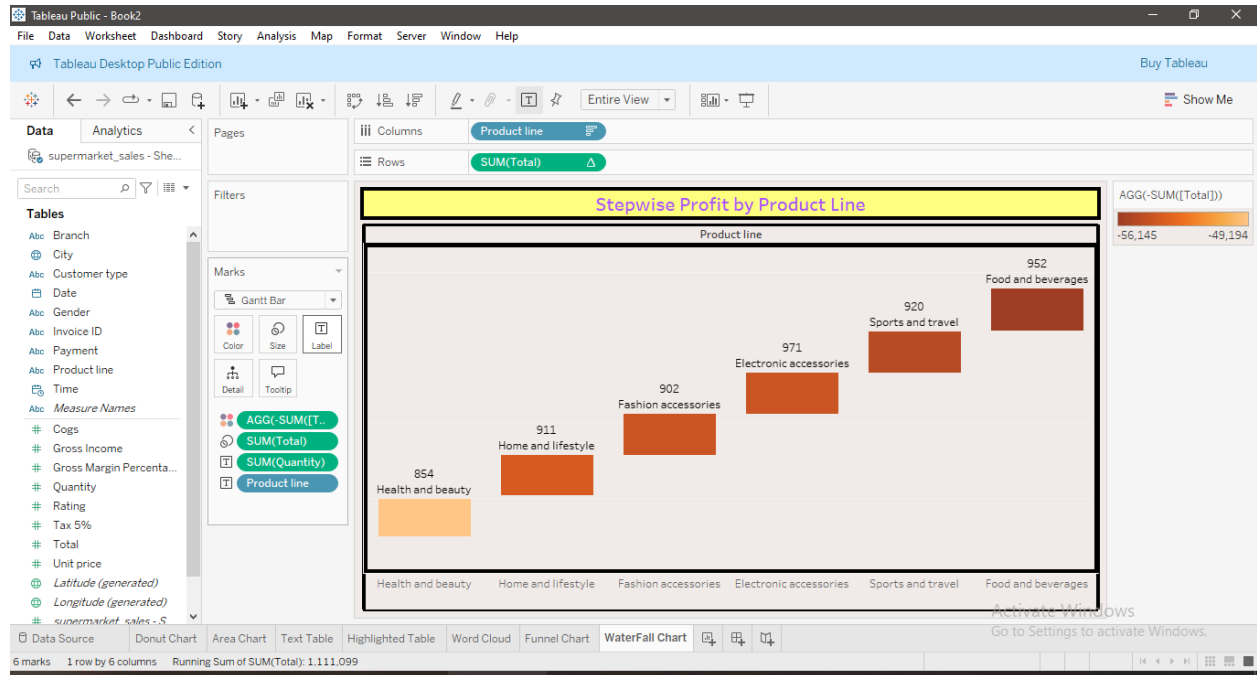 Tableau Public - Book2
File Data Worksheet Dashboard Story Analysis Map Format Server Window Help
Tableau Desktop Public Edition
Buy Tableau
Entire View
Show Me
Data
Analytics
supermarket_sales - She...
Search
Tables
Abc Branch
City
Abc Customer type
Date
Abc Gender
Abc Invoice ID
Abc Payment
Abc Product line
Time
Abc Measure Names
# Cogs
# Gross Income
# Gross Margin Percenta...
# Quantity
# Rating
# Tax 5%
# Total
# Unit price
Latitude (generated)
Longitude (generated)
# supermarket_sales - S...
Pages
Filters
Marks
Gantt Bar
Color Size Label
Detail Tooltip
AGG(-SUM([T..
SUM(Total)
SUM(Quantity)
Product line
Columns
Product line
Rows
SUM(Total) Δ
Stepwise Profit by Product Line
Product line
952
Food and beverages
920
Sports and travel
971
Electronic accessories
902
Fashion accessories
911
Home and lifestyle
854
Health and beauty
Health and beauty Home and lifestyle Fashion accessories Electronic accessories Sports and travel Food and beverages
AGG(-SUM([Total]))
-56,145 -49,194
Activate Windows
Go to Settings to activate Windows.
Data Source Donut Chart Area Chart Text Table Highlighted Table Word Cloud Funnel Chart WaterFall Chart
6 marks 1 row by 6 columns Running Sum of SUM(Total): 1,111,099